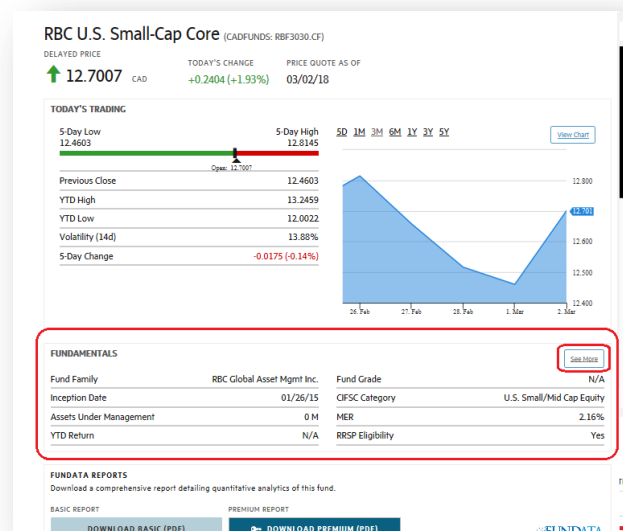 RBC U.S. Small-Cap Core (CADFUNDS: RBF3030.CF)
DELAYED PRICE
12.7007 CAD
TODAY'S CHANGE
+0.2404 (+1.93%)
PRICE QUOTE AS OF
03/02/18
TODAY'S TRADING
5-Day Low 5-Day High
12.4603 12.8145
Open: 12.7007
Previous Close 12.4603
YTD High 13.2459
YTD Low 12.0022
Volatility (14d) 13.88%
5-Day Change -0.0175 (-0.14%)
5D 1M 3M 6M 1Y 3Y 5Y View Chart
12.800
12.701
12.600
12.500
12.400
26. Feb 27. Feb 28. Feb 1. Mar 2. Mar
FUNDAMENTALS See More
Fund Family RBC Global Asset Mgmt Inc. Fund Grade N/A
Inception Date 01/26/15 CIFSC Category U.S. Small/Mid Cap Equity
Assets Under Management 0 M MER 2.16%
YTD Return N/A RRSP Eligibility Yes
FUNDATA REPORTS
Download a comprehensive report detailing quantitative analytics of this fund.
BASIC REPORT PREMIUM REPORT
DOWNLOAD BASIC (PDF) DOWNLOAD PREMIUM (PDF) FUNDATA